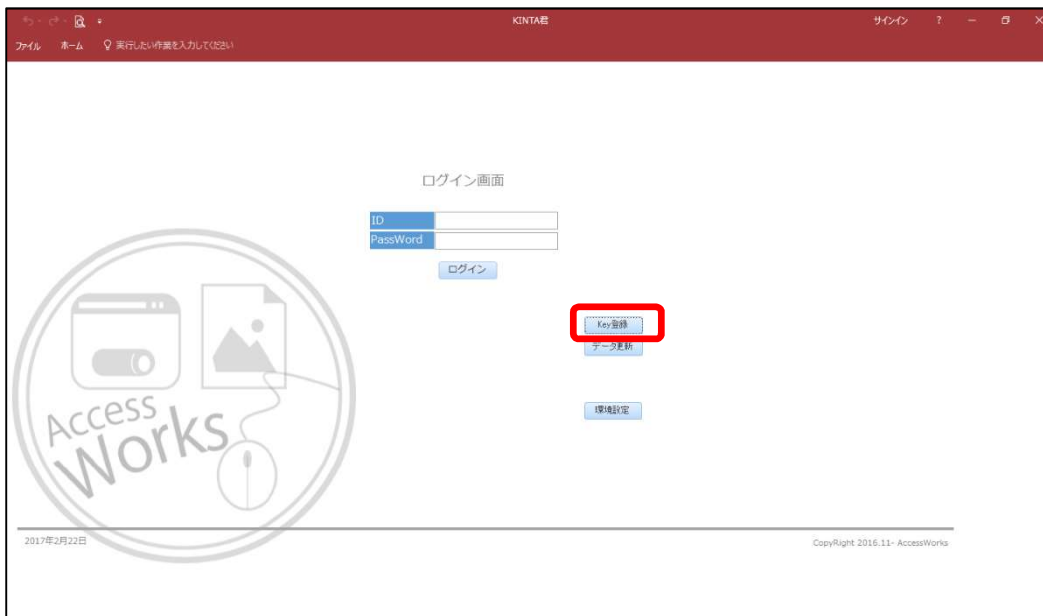 KINTA君
サインイン ?
ファイル ホーム 実行したい作業を入力してください
ログイン画面
ID
PassWord
ログイン
Key登録
データ更新
環境設定
Access
Works
2017年2月22日
CopyRight 2016.11- AccessWorks